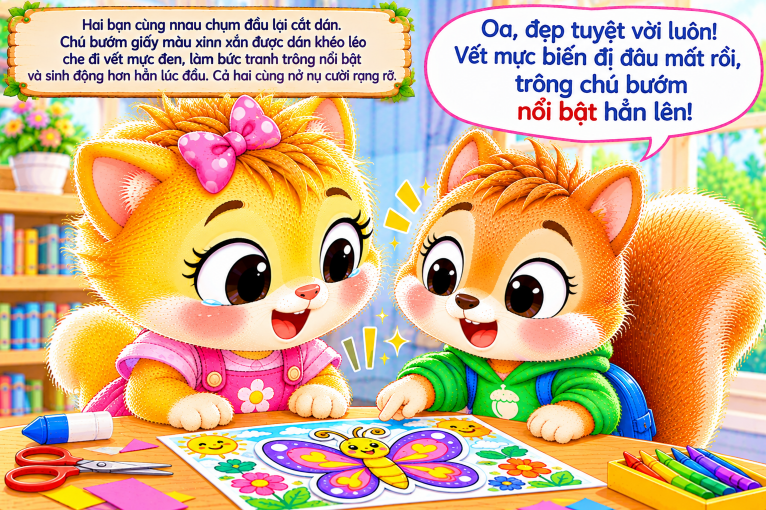 Hai bạn cùng nnau chụm đầu lại cắt dán.
Chú bướm giấy màu xinn xắn được dán khéo léo
che đi vết mực đen, làm bức tranh trông nổi bật
và sinh động hơn hẳn lúc đầu. Cả hai cùng nở nụ cười rạng rỡ.
Oa, đẹp tuyệt vời luôn!
Vết mực biến đị đâu mất rồi,
trông chú bướm
nổi bật hẳn lên!